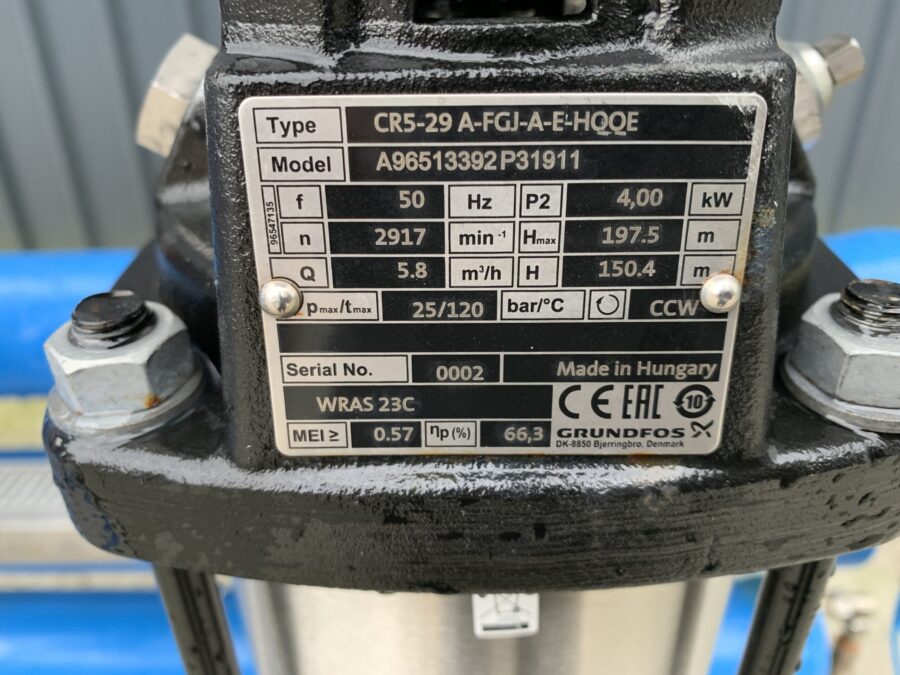 Type CR5-29 A-FGJ-A-E-HQQE
Model A96513392P31911
96547135
f 50 Hz P2 4,00 kW
n 2917 min⁻¹ Hmax 197.5 m
Q 5.8 m³/h H 150.4 m
pmax/tmax 25/120 bar/°C CCW
Serial No. 0002 Made in Hungary
WRAS 23C CE EAC 10
MEI ≥ 0.57 ηp(%) 66,3 GRUNDFOS
DK-8850 Bjerringbro, Denmark